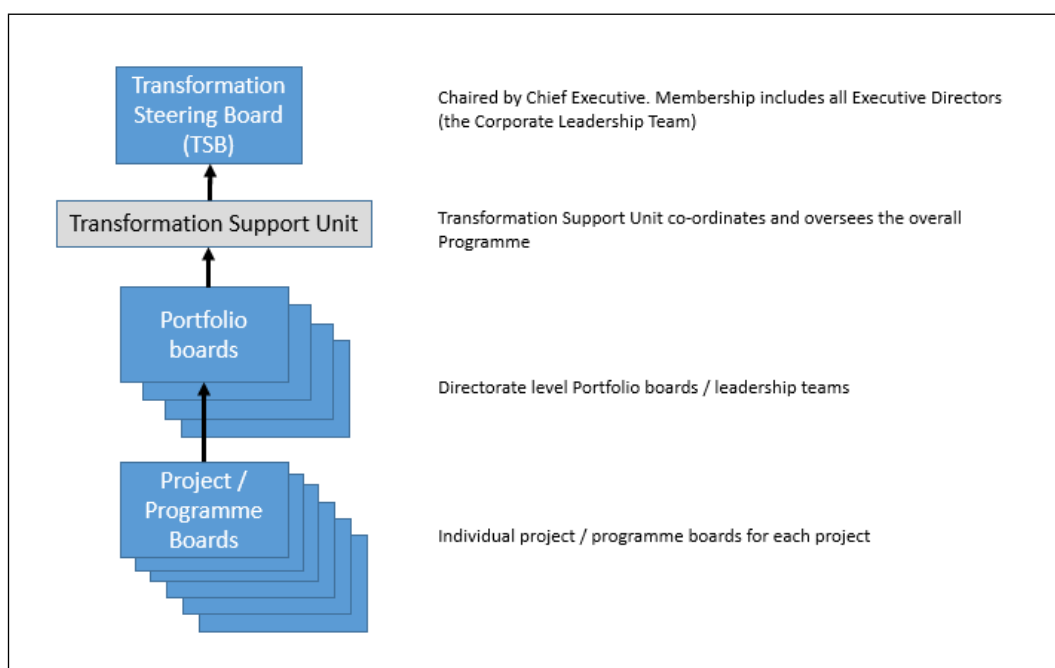 Transformation
Steering Board
(TSB)
Chaired by Chief Executive. Membership includes all Executive Directors
(the Corporate Leadership Team)
Transformation Support Unit
Transformation Support Unit co-ordinates and oversees the overall
Programme
Portfolio
boards
Directorate level Portfolio boards / leadership teams
Project /
Programme
Boards
Individual project / programme boards for each project